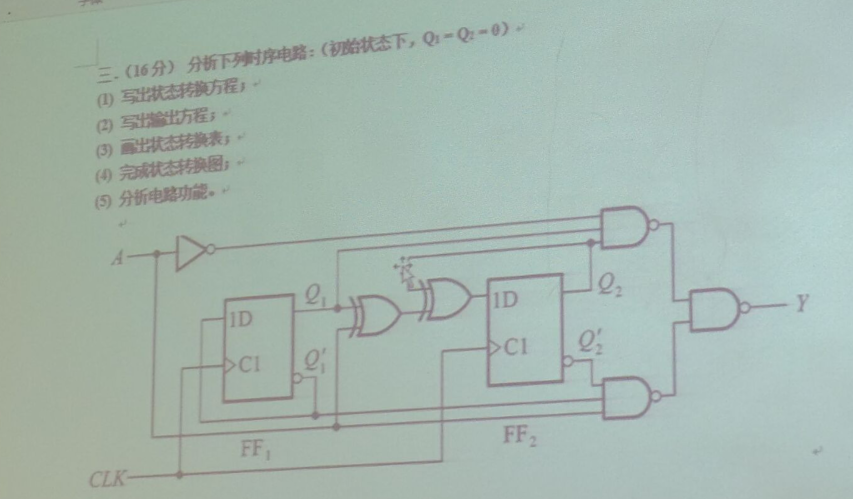 三.（16分） 分析下列时序电路：（初始状态下，Q₁=Q₂=0）
(1) 写出状态转换方程；
(2) 写出输出方程；
(3) 画出状态转换表；
(4) 完成状态转换图；
(5) 分析电路功能。
A
Q₁ 1D C1 Q₁′
FF₁
1D C1 Q₂ Q₂′
FF₂
Y
CLK